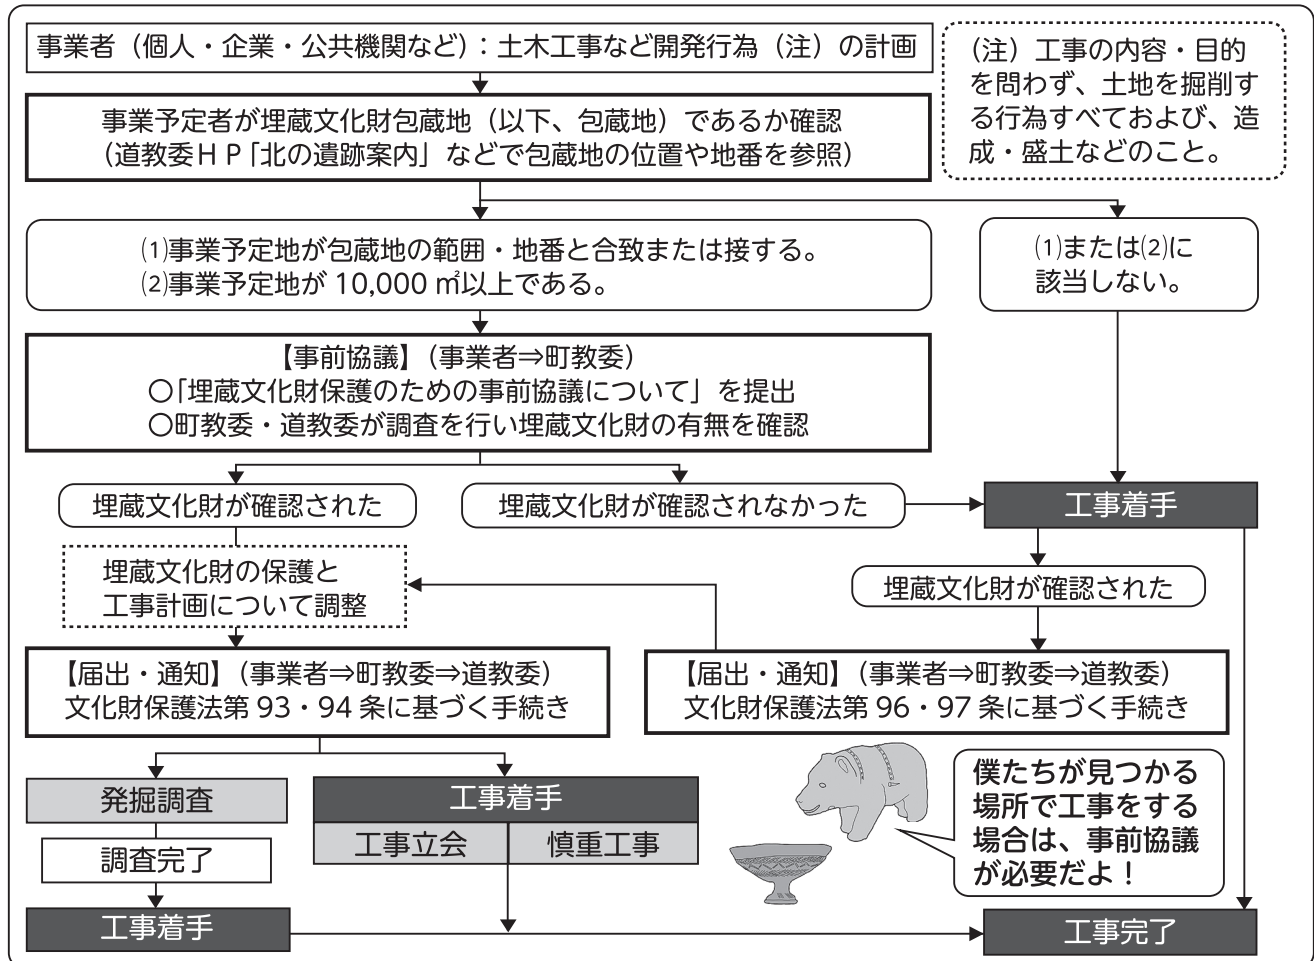 事業者（個人・企業・公共機関など）：土木工事など開発行為（注）の計画
（注）工事の内容・目的
を問わず、土地を掘削す
る行為すべておよび、造
成・盛土などのこと。
事業予定者が埋蔵文化財包蔵地（以下、包蔵地）であるか確認
（道教委ＨＰ「北の遺跡案内」などで包蔵地の位置や地番を参照）
⑴事業予定地が包蔵地の範囲・地番と合致または接する。
⑵事業予定地が 10,000 ㎡以上である。
⑴または⑵に
該当しない。
【事前協議】（事業者⇒町教委）
○「埋蔵文化財保護のための事前協議について」を提出
○町教委・道教委が調査を行い埋蔵文化財の有無を確認
埋蔵文化財が確認された
埋蔵文化財が確認されなかった
工事着手
埋蔵文化財の保護と
工事計画について調整
埋蔵文化財が確認された
【届出・通知】（事業者⇒町教委⇒道教委）
文化財保護法第 93・94 条に基づく手続き
【届出・通知】（事業者⇒町教委⇒道教委）
文化財保護法第 96・97 条に基づく手続き
発掘調査
調査完了
工事着手
工事着手
工事立会
慎重工事
僕たちが見つかる
場所で工事をする
場合は、事前協議
が必要だよ！
工事完了